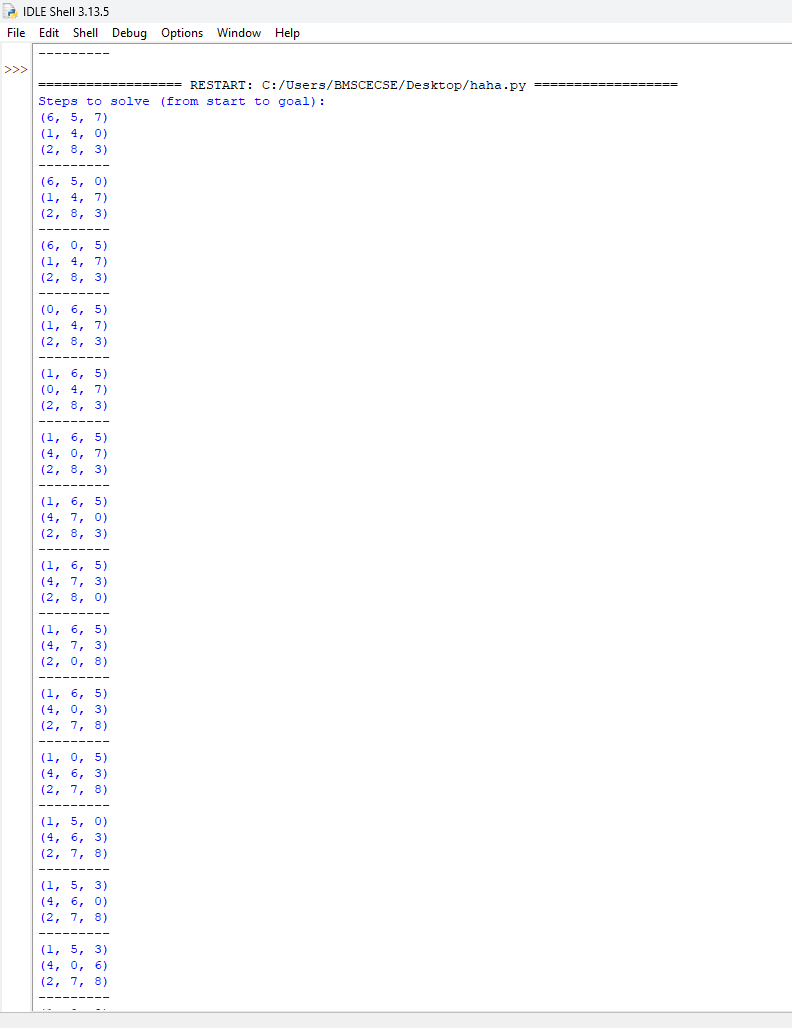 IDLE Shell 3.13.5
File Edit Shell Debug Options Window Help
---------
>>>
================== RESTART: C:/Users/BMSCECSE/Desktop/haha.py ==================
Steps to solve (from start to goal):
(6, 5, 7)
(1, 4, 0)
(2, 8, 3)
---------
(6, 5, 0)
(1, 4, 7)
(2, 8, 3)
---------
(6, 0, 5)
(1, 4, 7)
(2, 8, 3)
---------
(0, 6, 5)
(1, 4, 7)
(2, 8, 3)
---------
(1, 6, 5)
(0, 4, 7)
(2, 8, 3)
---------
(1, 6, 5)
(4, 0, 7)
(2, 8, 3)
---------
(1, 6, 5)
(4, 7, 0)
(2, 8, 3)
---------
(1, 6, 5)
(4, 7, 3)
(2, 8, 0)
---------
(1, 6, 5)
(4, 7, 3)
(2, 0, 8)
---------
(1, 6, 5)
(4, 0, 3)
(2, 7, 8)
---------
(1, 0, 5)
(4, 6, 3)
(2, 7, 8)
---------
(1, 5, 0)
(4, 6, 3)
(2, 7, 8)
---------
(1, 5, 3)
(4, 6, 0)
(2, 7, 8)
---------
(1, 5, 3)
(4, 0, 6)
(2, 7, 8)
---------